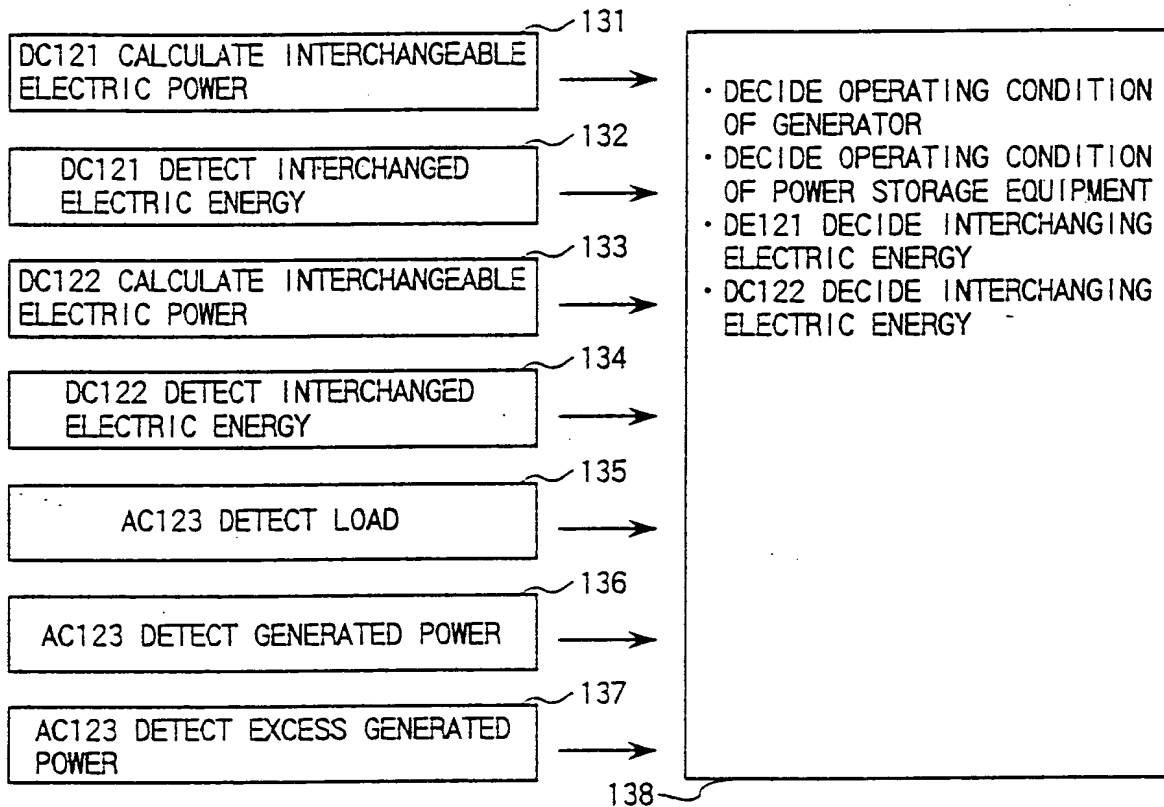 131
DC121 CALCULATE INTERCHANGEABLE
ELECTRIC POWER
132
DC121 DETECT INTERCHANGED
ELECTRIC ENERGY
133
DC122 CALCULATE INTERCHANGEABLE
ELECTRIC POWER
134
DC122 DETECT INTERCHANGED
ELECTRIC ENERGY
135
AC123 DETECT LOAD
136
AC123 DETECT GENERATED POWER
137
AC123 DETECT EXCESS GENERATED
POWER
· DECIDE OPERATING CONDITION
OF GENERATOR
· DECIDE OPERATING CONDITION
OF POWER STORAGE EQUIPMENT
· DE121 DECIDE INTERCHANGING
ELECTRIC ENERGY
· DC122 DECIDE INTERCHANGING
ELECTRIC ENERGY
138